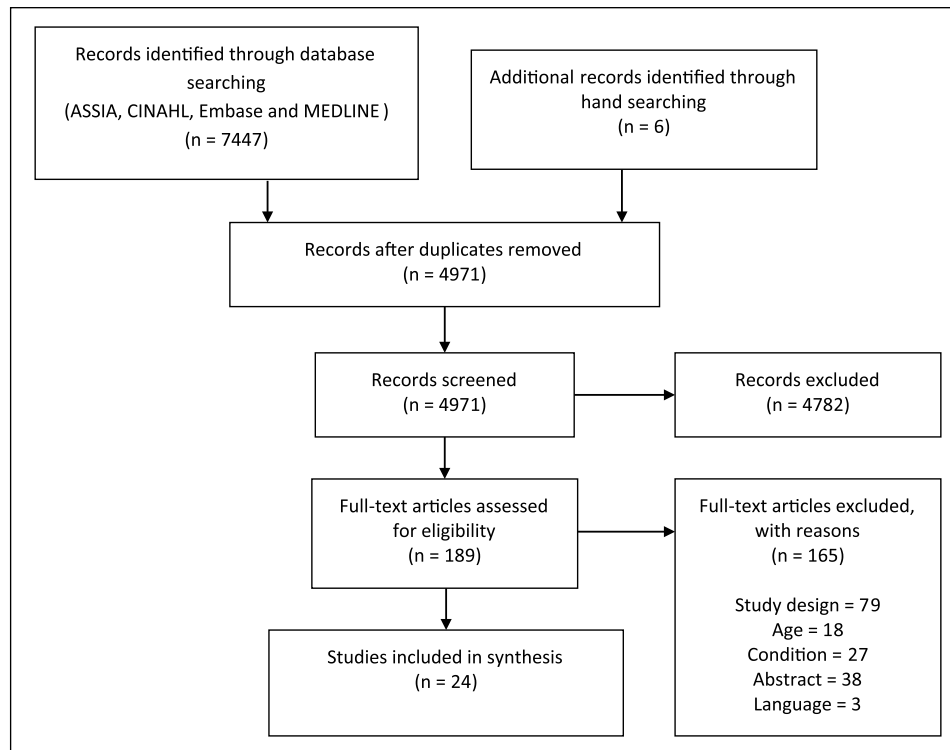 Records identified through database
searching
(ASSIA, CINAHL, Embase and MEDLINE )
(n = 7447)
Additional records identified through
hand searching
(n = 6)
Records after duplicates removed
(n = 4971)
Records screened
(n = 4971)
Records excluded
(n = 4782)
Full-text articles assessed
for eligibility
(n = 189)
Full-text articles excluded,
with reasons
(n = 165)
Study design = 79
Age = 18
Condition = 27
Abstract = 38
Language = 3
Studies included in synthesis
(n = 24)